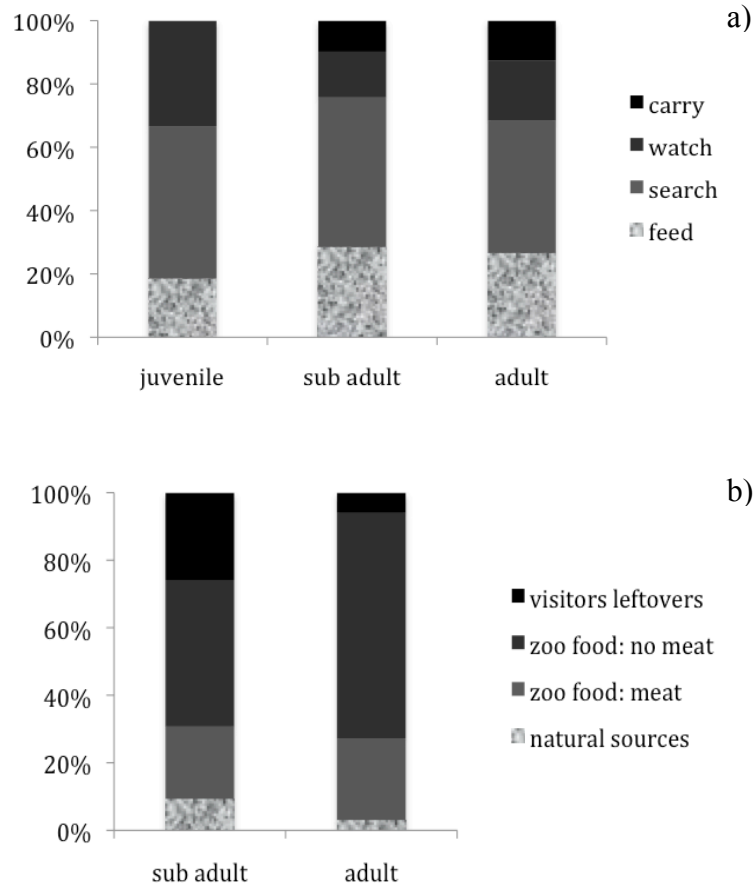 a)
100%
80%
60%
40%
20%
0%
juvenile sub adult adult
carry
watch
search
feed
b)
100%
80%
60%
40%
20%
0%
sub adult adult
visitors leftovers
zoo food: no meat
zoo food: meat
natural sources